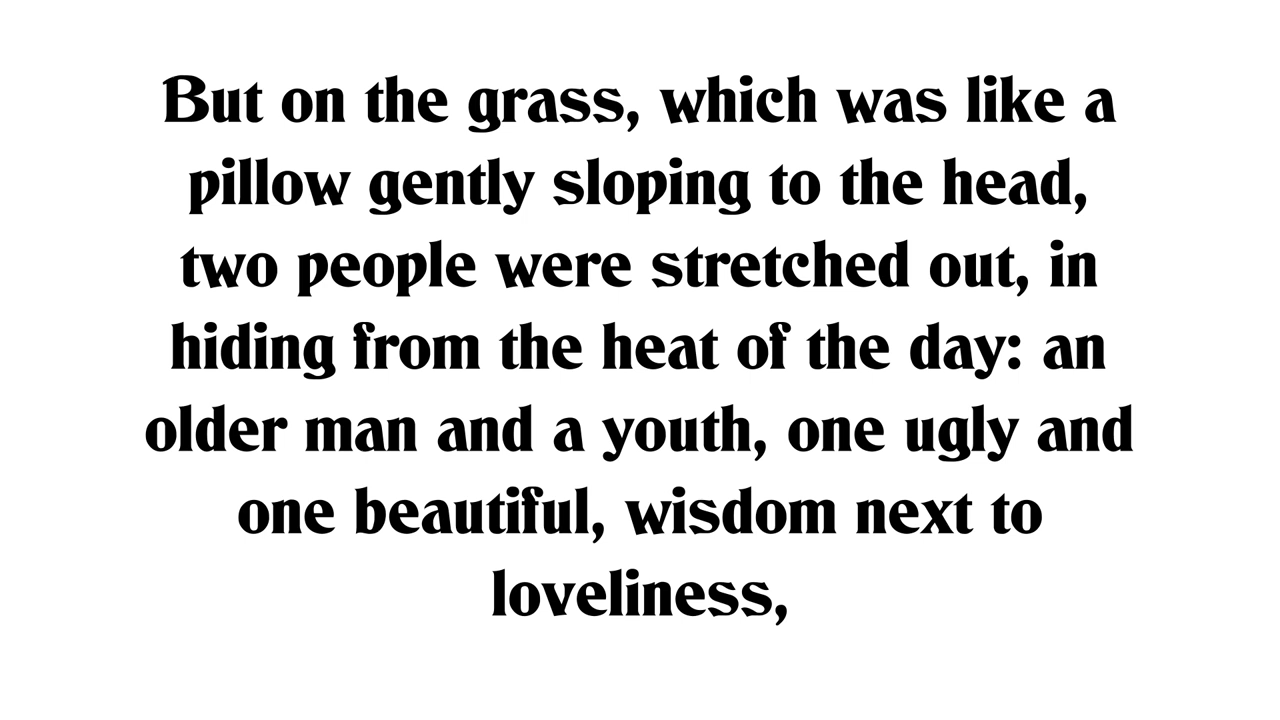 But on the grass, which was like a
pillow gently sloping to the head,
two people were stretched out, in
hiding from the heat of the day: an
older man and a youth, one ugly and
one beautiful, wisdom next to
loveliness,